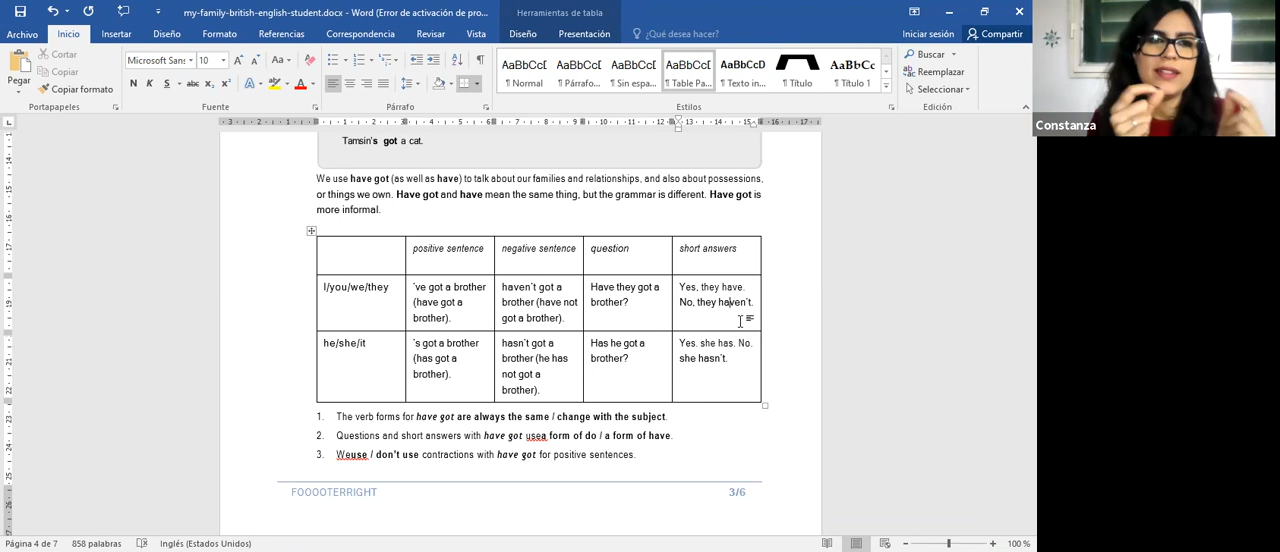 my-family-british-english-student.docx - Word (Error de activación de pro...
Herramientas de tabla
Archivo Inicio Insertar Diseño Formato Referencias Correspondencia Revisar Vista Diseño Presentación ¿Qué desea hacer? Iniciar sesión Compartir
Pegar
Cortar
Copiar
Copiar formato
Portapapeles
Microsoft San 10
N K S abc x₂ x² A
Fuente
Párrafo
AaBbCcI AaBbCcI AaBbCcI AaBbCcI AaBbCcD AaBbCc
¶ Normal ¶ Párrafo... ¶ Sin espa... ¶ Table Pa... ¶ Texto in... ¶ Título ¶ Título 1
Estilos
Buscar
Reemplazar
Seleccionar
Edición
Constanza
Tamsin's got a cat.
We use have got (as well as have) to talk about our families and relationships, and also about possessions,
or things we own. Have got and have mean the same thing, but the grammar is different. Have got is
more informal.
positive sentence negative sentence question short answers
I/you/we/they
've got a brother
(have got a
brother).
haven't got a
brother (have not
got a brother).
Have they got a
brother?
Yes, they have.
No, they haven't.
he/she/it
's got a brother
(has got a
brother).
hasn't got a
brother (he has
not got a
brother).
Has he got a
brother?
Yes. she has. No.
she hasn't.
1. The verb forms for have got are always the same / change with the subject.
2. Questions and short answers with have got usea form of do / a form of have.
3. Weuse / don't use contractions with have got for positive sentences.
FOOOOTERRIGHT 3/6
Página 4 de 7 858 palabras Inglés (Estados Unidos) 100 %